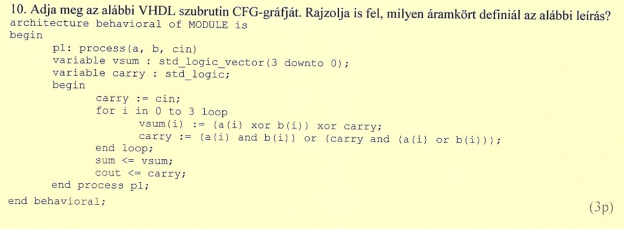 10. Adja meg az alábbi VHDL szubrutin CFG-gráfját. Rajzolja is fel, milyen áramkört definiál az alábbi leírás?
architecture behavioral of MODULE is
begin
p1: process(a, b, cin)
variable vsum : std_logic_vector(3 downto 0);
variable carry : std_logic;
begin
carry := cin;
for i in 0 to 3 loop
vsum(i) := (a(i) xor b(i)) xor carry;
carry := (a(i) and b(i)) or (carry and (a(i) or b(i)));
end loop;
sum <= vsum;
cout <= carry;
end process p1;
end behavioral;
(3p)